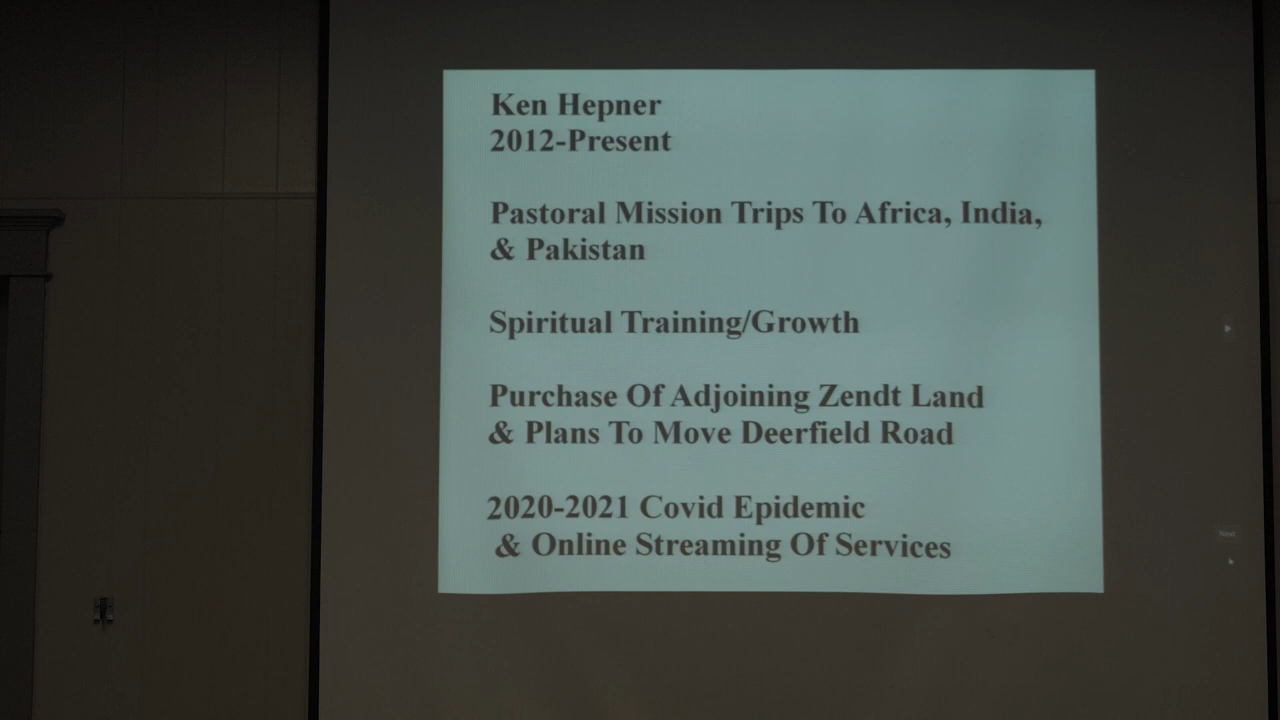 Ken Hepner
2012-Present
Pastoral Mission Trips To Africa, India,
& Pakistan
Spiritual Training/Growth
Purchase Of Adjoining Zendt Land
& Plans To Move Deerfield Road
2020-2021 Covid Epidemic
& Online Streaming Of Services
Next